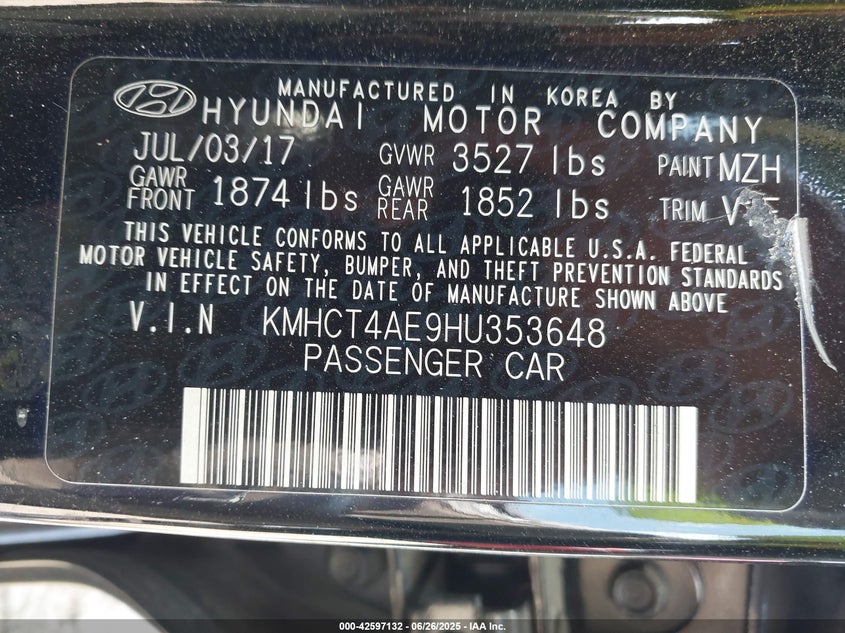 MANUFACTURED IN KOREA BY
HYUNDAI MOTOR COMPANY
JUL/03/17 GVWR 3527 lbs PAINT MZH
GAWR FRONT 1874 lbs GAWR REAR 1852 lbs TRIM
THIS VEHICLE CONFORMS TO ALL APPLICABLE U.S.A. FEDERAL
MOTOR VEHICLE SAFETY, BUMPER, AND THEFT PREVENTION STANDARDS
IN EFFECT ON THE DATE OF MANUFACTURE SHOWN ABOVE
V.I.N KMHCT4AE9HU353648
PASSENGER CAR
000-42597132 - 06/26/2025 - IAA Inc.